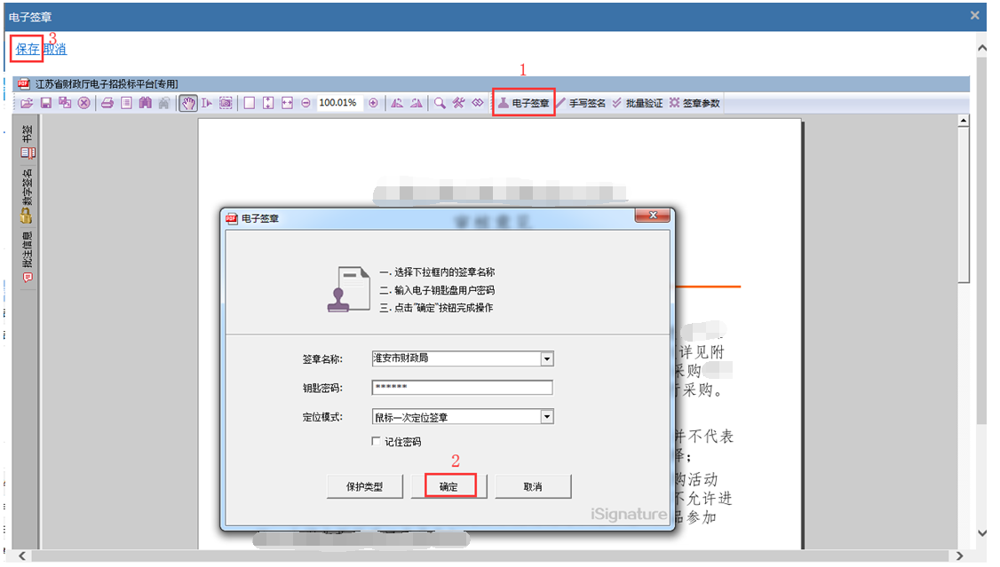 电子签章
3
保存 取消
1
江苏省财政厅电子招投标平台[专用]
100.01% 电子签章 手写签名 批量验证 签章参数
书签
数字签名
批注信息
电子签章
审核意见
一. 选择下拉框内的签章名称
二. 输入电子钥匙盘用户密码
三. 点击"确定"按钮完成操作
签章名称: 淮安市财政局
详见附
采购
钥匙密码: ******
行采购。
定位模式: 鼠标一次定位签章
并不代表
记住密码
择;
2
购活动
保护类型 确定 取消
不允许进
iSignature
品参加